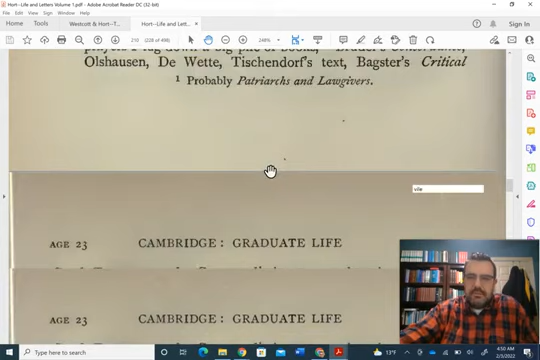 Hort--Life and Letters Volume 1.pdf - Adobe Acrobat Reader DC (32-bit)
File Edit View Sign Window Help
Home Tools Westcott & Hort--T... Hort--Life and Lett... × Sign In
210 (228 of 498) 248%
Olshausen, De Wette, Tischendorf's text, Bagster's Critical
1 Probably Patriarchs and Lawgivers.
vile
AGE 23 CAMBRIDGE: GRADUATE LIFE
AGE 23 CAMBRIDGE: GRADUATE LIFE
Type here to search 13°F 4:50 AM
2/3/2022